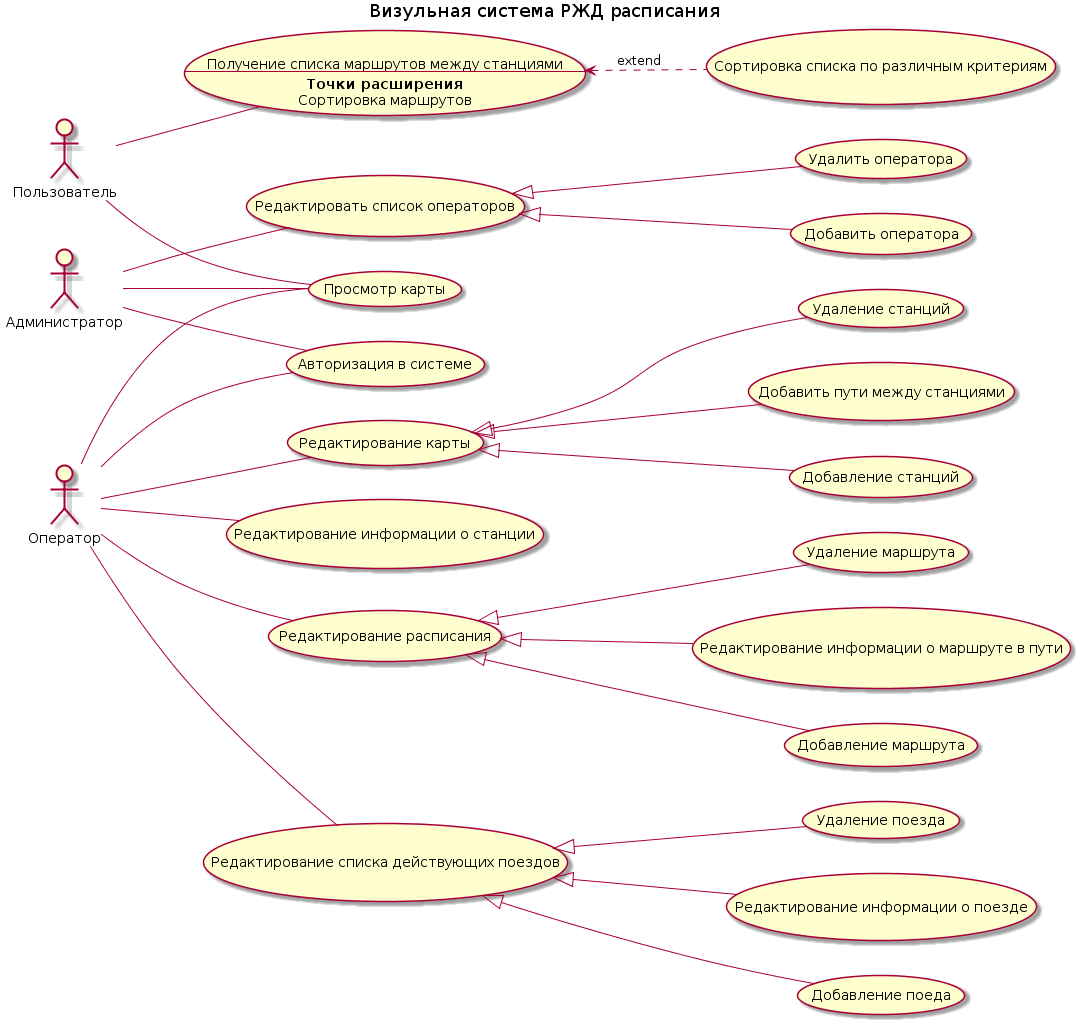 Визульная система РЖД расписания
Получение списка маршрутов между станциями
Точки расширения
Сортировка маршрутов
extend
Сортировка списка по различным критериям
Пользователь
Удалить оператора
Редактировать список операторов
Добавить оператора
Просмотр карты
Администратор
Удаление станций
Авторизация в системе
Добавить пути между станциями
Редактирование карты
Добавление станций
Оператор
Редактирование информации о станции
Удаление маршрута
Редактирование расписания
Редактирование информации о маршруте в пути
Добавление маршрута
Удаление поезда
Редактирование списка действующих поездов
Редактирование информации о поезде
Добавление поеда